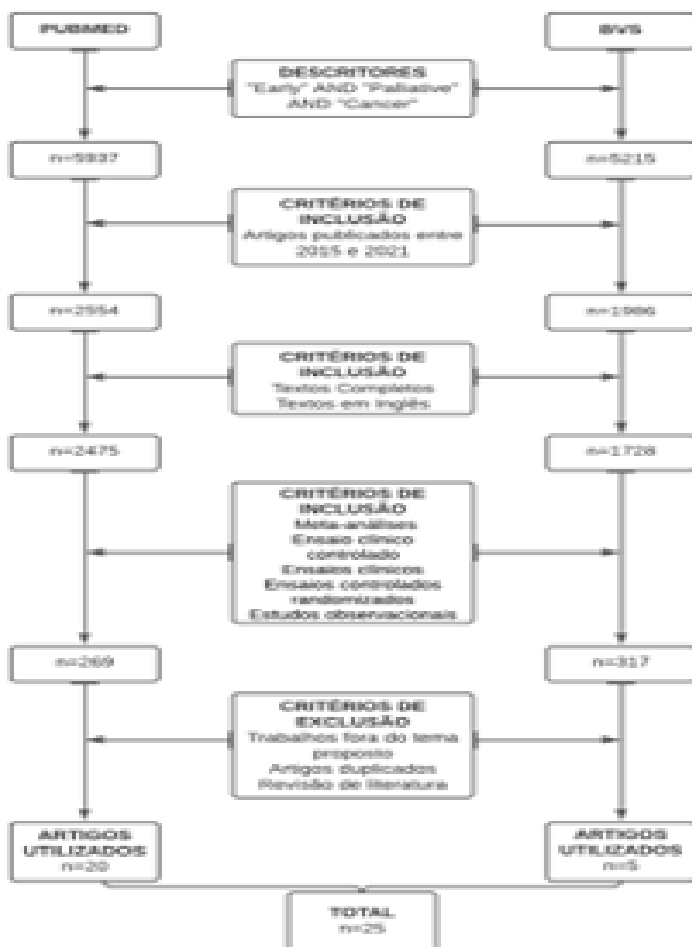 PUBMED
BVS
DESCRITORES
"Early" AND "Palliative"
AND "Cancer"
n=5215
CRITÉRIOS DE
INCLUSÃO
Artigos publicados entre
2015 e 2021
n=2554
n=1986
CRITÉRIOS DE
INCLUSÃO
Textos Completos
Textos em Inglês
n=2475
n=1728
CRITÉRIOS DE
INCLUSÃO
Meta-análises
Ensaio clínico
controlado
Ensaios clínicos
Ensaios controlados
randomizados
Estudos observacionais
n=269
n=317
CRITÉRIOS DE
EXCLUSÃO
Trabalhos fora do tema
proposto
Artigos duplicados
Revisão de literatura
ARTIGOS
UTILIZADOS
n=20
ARTIGOS
UTILIZADOS
n=5
TOTAL
n=25